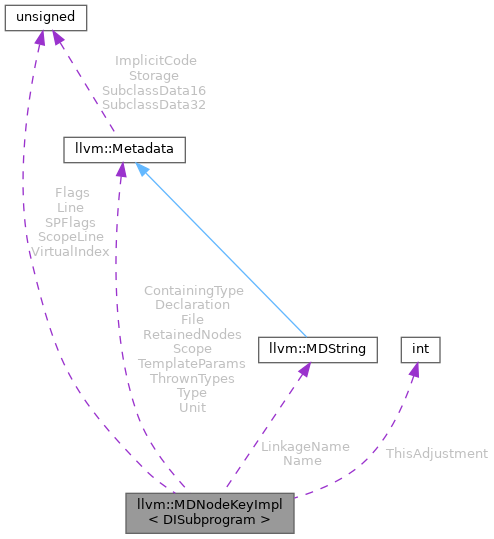 unsigned
ImplicitCode
Storage
SubclassData16
SubclassData32
llvm::Metadata
Flags
Line
SPFlags
ScopeLine
VirtualIndex
ContainingType
Declaration
File
RetainedNodes
Scope
TemplateParams
ThrownTypes
Type
Unit
llvm::MDString
int
LinkageName
Name
ThisAdjustment
llvm::MDNodeKeyImpl
< DISubprogram >